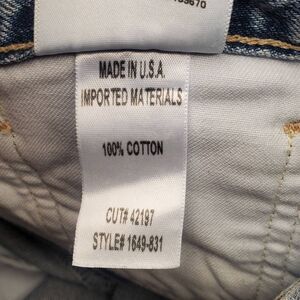 MADE IN U.S.A.
IMPORTED MATERIALS
100% COTTON
CUT# 42197
STYLE# 1649-831